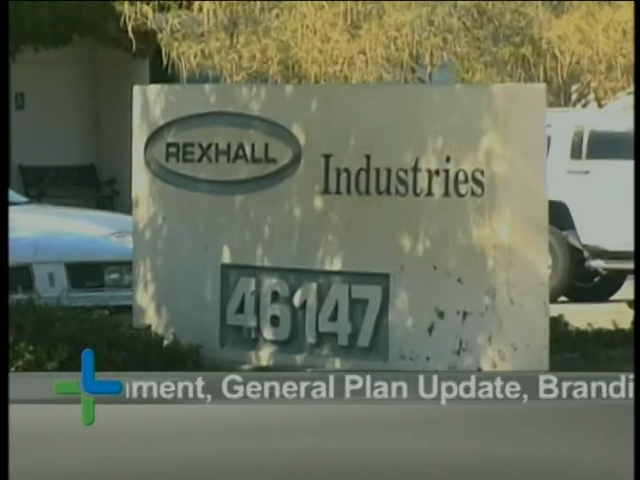 REXHALL
Industries
46147
ment, General Plan Update, Brandi